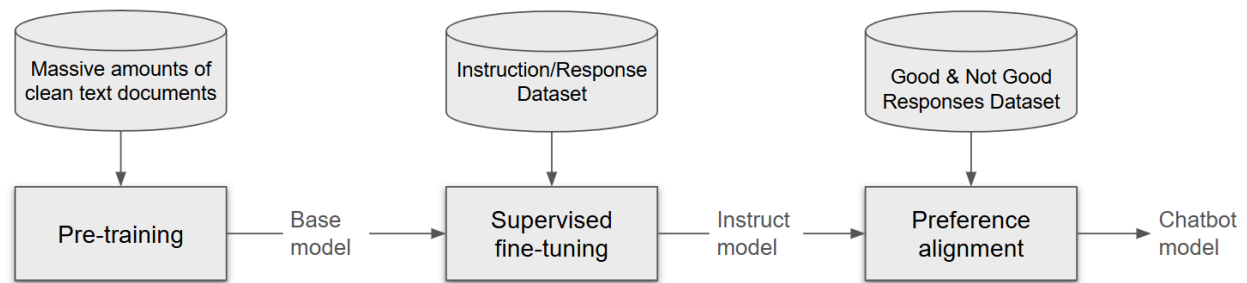 Massive amounts of
clean text documents
Instruction/Response
Dataset
Good & Not Good
Responses Dataset
Pre-training
Base
model
Supervised
fine-tuning
Instruct
model
Preference
alignment
Chatbot
model